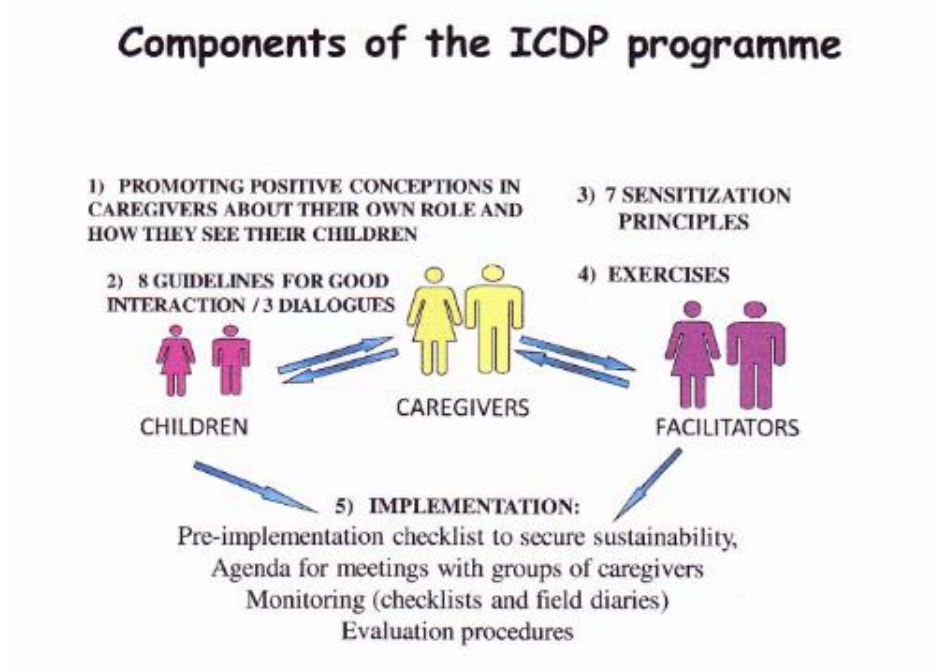 Components of the ICDP programme
1) PROMOTING POSITIVE CONCEPTIONS IN
CAREGIVERS ABOUT THEIR OWN ROLE AND
HOW THEY SEE THEIR CHILDREN
2) 8 GUIDELINES FOR GOOD
INTERACTION / 3 DIALOGUES
3) 7 SENSITIZATION
PRINCIPLES
4) EXERCISES
CHILDREN
CAREGIVERS
FACILITATORS
5) IMPLEMENTATION:
Pre-implementation checklist to secure sustainability,
Agenda for meetings with groups of caregivers
Monitoring (checklists and field diaries)
Evaluation procedures